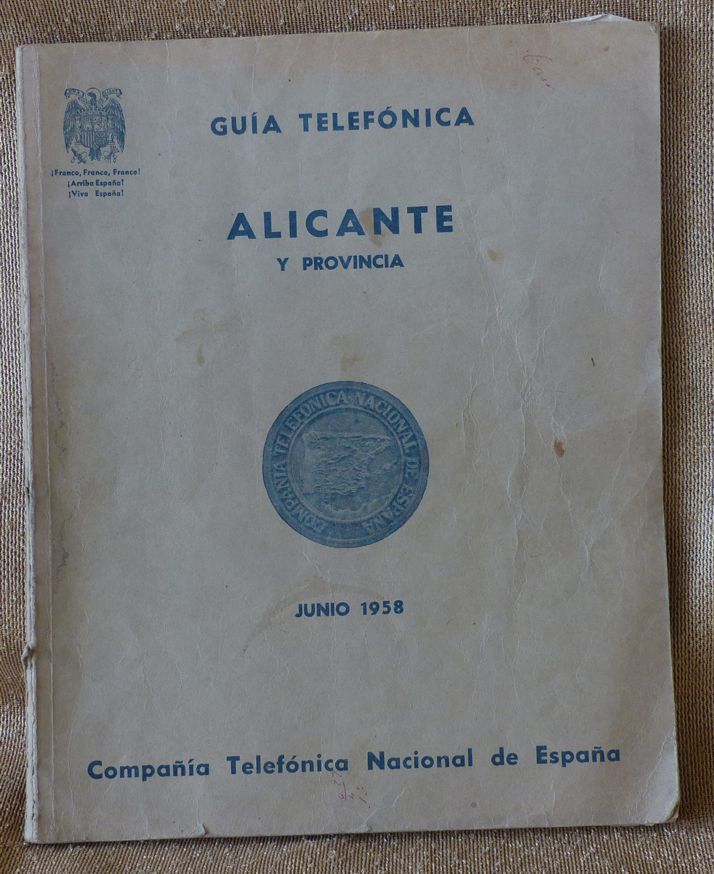 ¡Franco, Franco, Franco!
¡Arriba España!
¡Viva España!
GUÍA TELEFÓNICA
ALICANTE
Y PROVINCIA
COMPAÑIA TELEFONICA NACIONAL DE ESPAÑA
JUNIO 1958
Compañía Telefónica Nacional de España